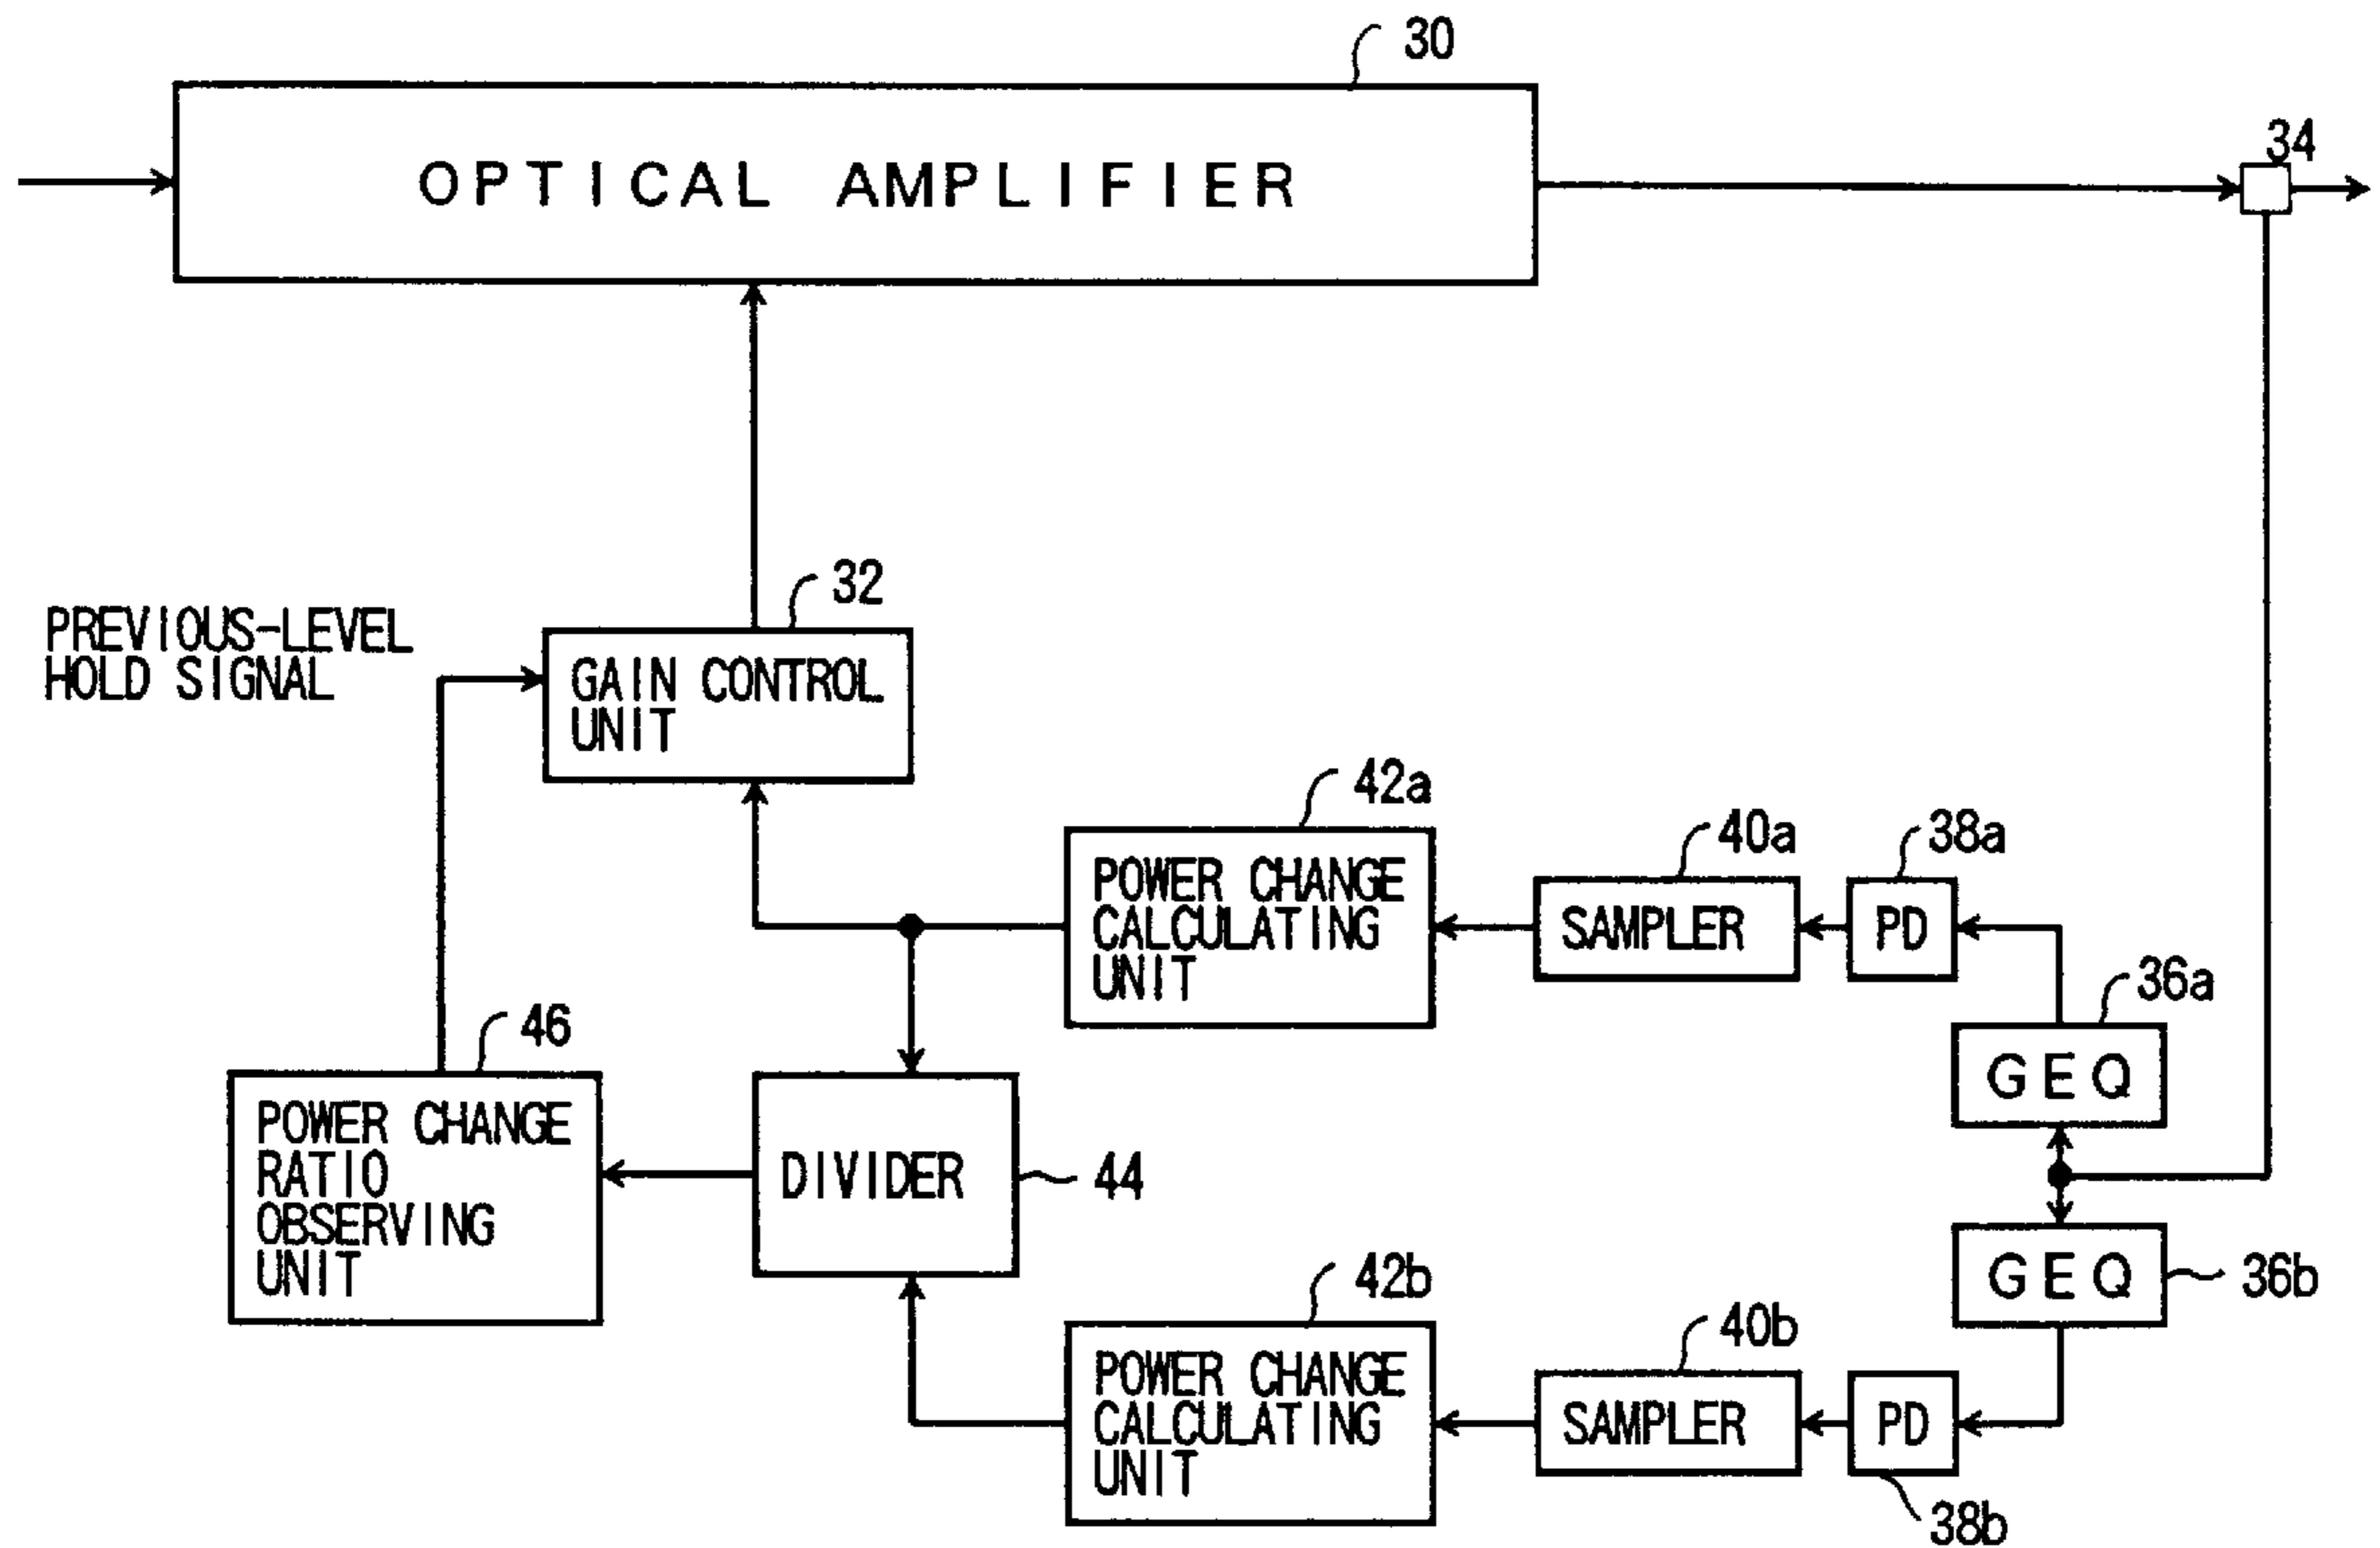 30
OPTICAL AMPLIFIER
34
32
PREVIOUS-LEVEL
HOLD SIGNAL
GAIN CONTROL
UNIT
42a
40a
38a
POWER CHANGE
CALCULATING
UNIT
SAMPLER
PD
36a
GEQ
46
POWER CHANGE
RATIO
OBSERVING
UNIT
DIVIDER
44
GEQ
36b
42b
40b
POWER CHANGE
CALCULATING
UNIT
SAMPLER
PD
38b